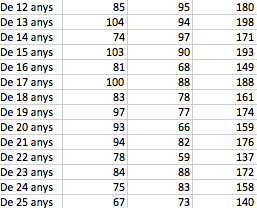 De 12 anys 85 95 180
De 13 anys 104 94 198
De 14 anys 74 97 171
De 15 anys 103 90 193
De 16 anys 81 68 149
De 17 anys 100 88 188
De 18 anys 83 78 161
De 19 anys 97 77 174
De 20 anys 93 66 159
De 21 anys 94 82 176
De 22 anys 78 59 137
De 23 anys 84 88 172
De 24 anys 75 83 158
De 25 anys 67 73 140